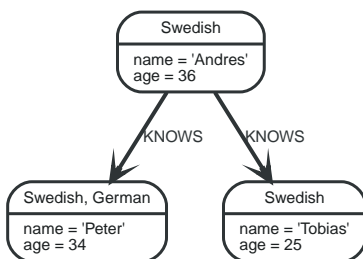 Swedish
name = 'Andres'
age = 36
KNOWS
KNOWS
Swedish, German
name = 'Peter'
age = 34
Swedish
name = 'Tobias'
age = 25